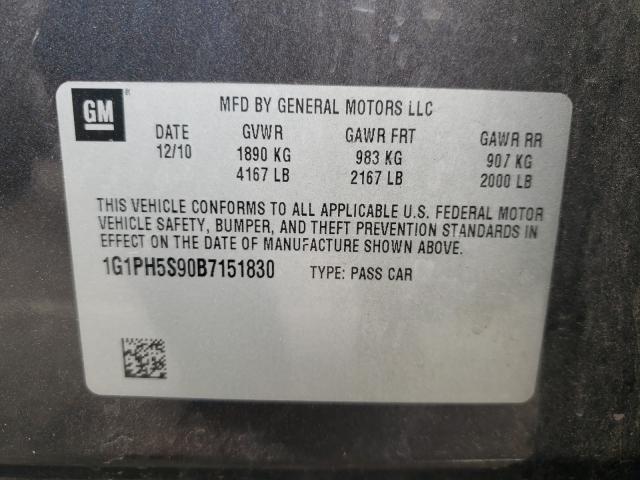 GM
MFD BY GENERAL MOTORS LLC
DATE GVWR GAWR FRT GAWR RR
12/10 1890 KG 983 KG 907 KG
4167 LB 2167 LB 2000 LB
THIS VEHICLE CONFORMS TO ALL APPLICABLE U.S. FEDERAL MOTOR
VEHICLE SAFETY, BUMPER, AND THEFT PREVENTION STANDARDS IN
EFFECT ON THE DATE OF MANUFACTURE SHOWN ABOVE.
1G1PH5S90B7151830 TYPE: PASS CAR